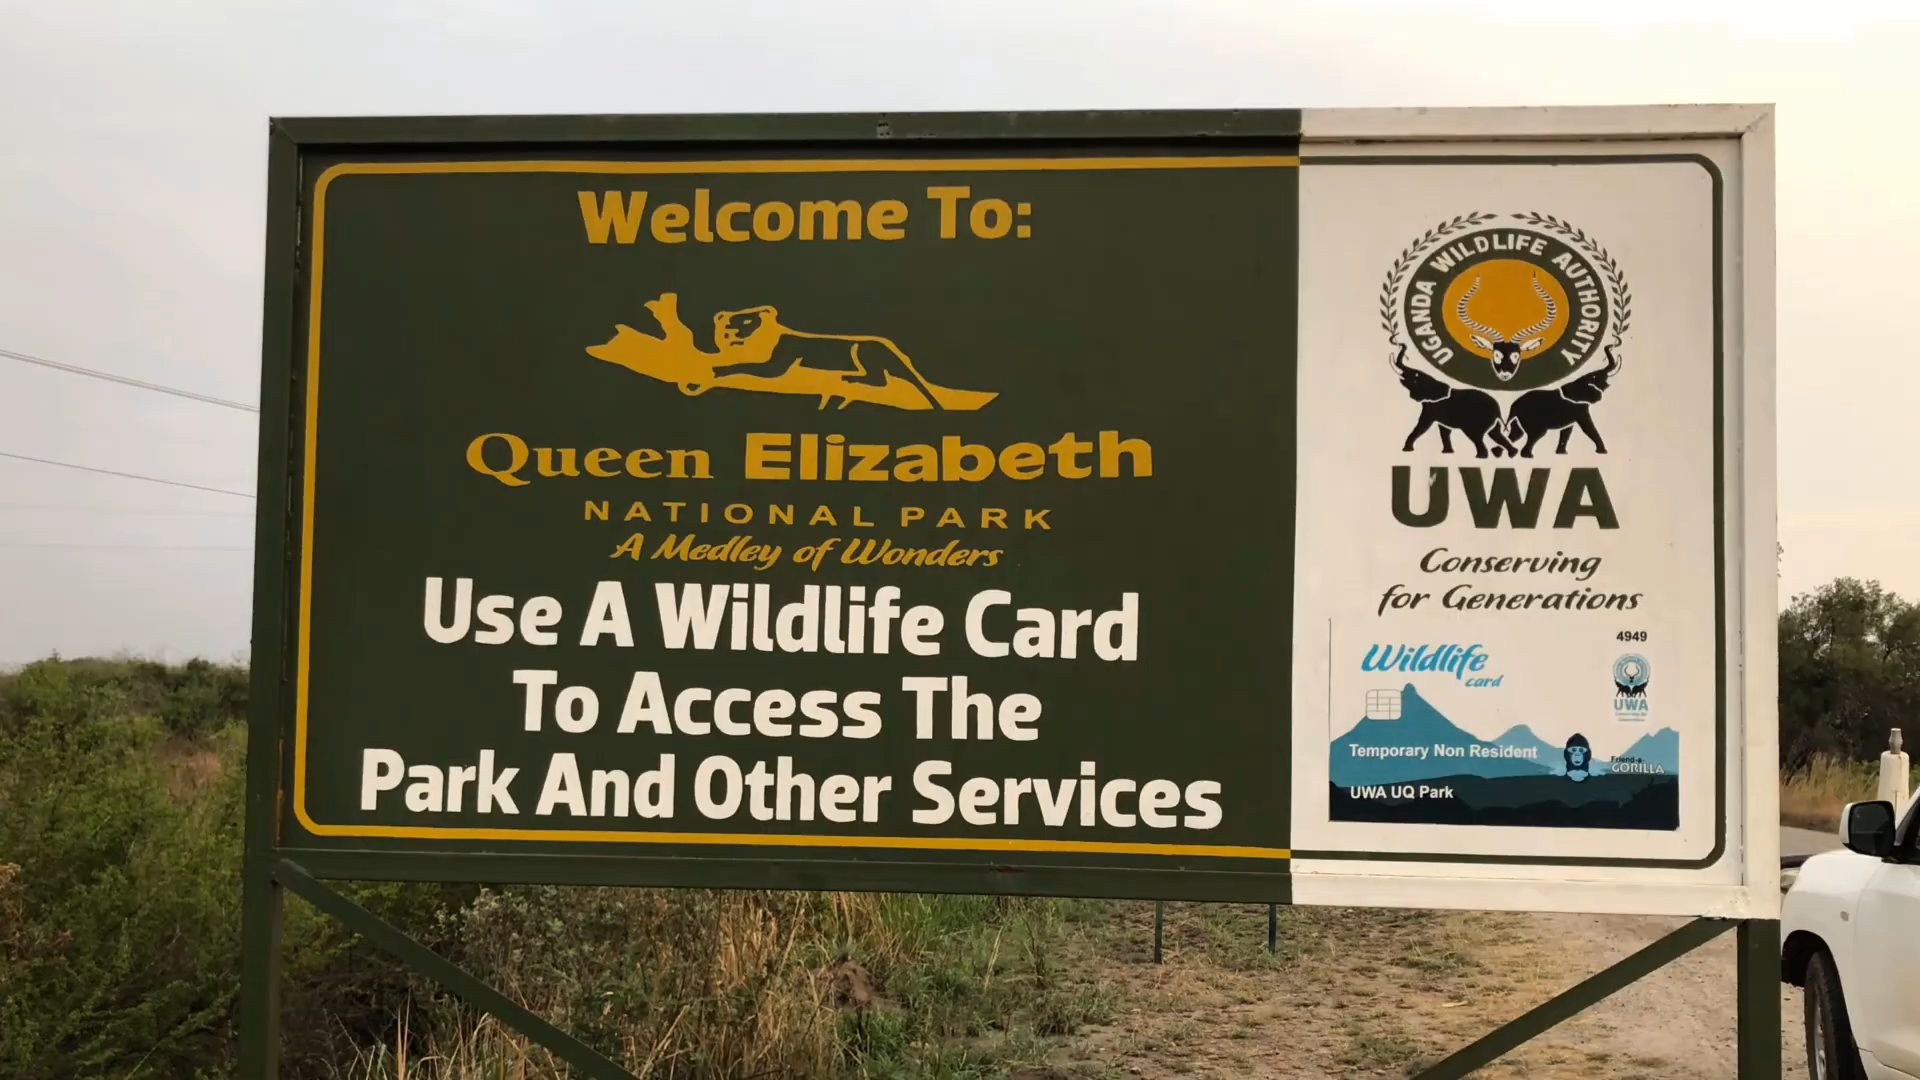 Welcome To:
Queen Elizabeth
NATIONAL PARK
A Medley of Wonders
Use A Wildlife Card
To Access The
Park And Other Services
UGANDA WILDLIFE AUTHORITY
UWA
Conserving
for Generations
4949
Wildlife
card
UWA
Temporary Non Resident
Friend-a-
GORILLA
UWA UQ Park